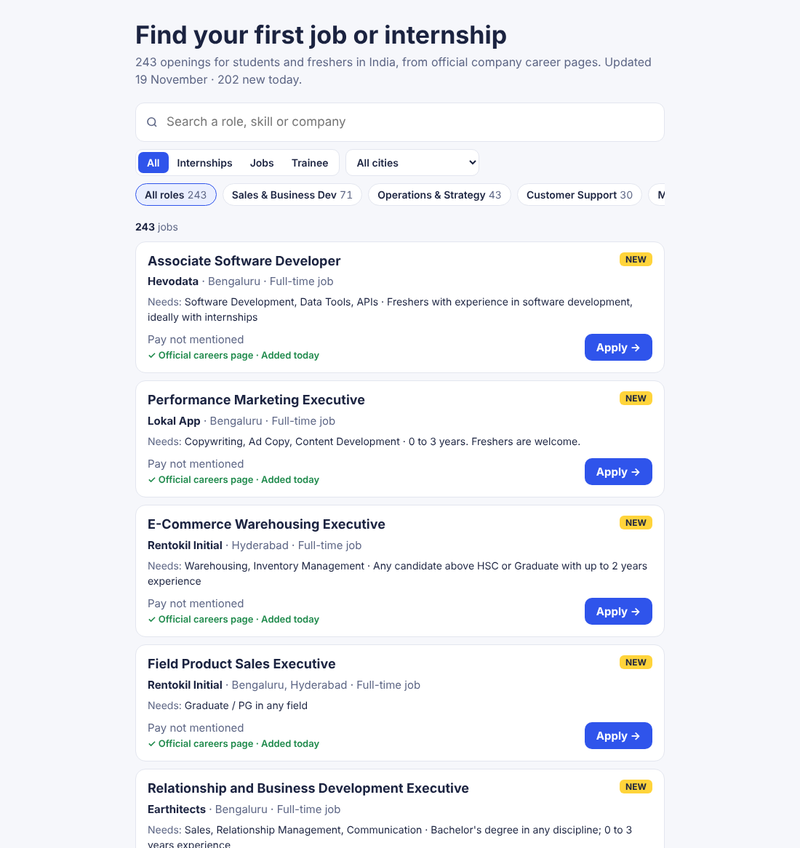 Find your first job or internship
243 openings for students and freshers in India, from official company career pages. Updated
19 November · 202 new today.
Search a role, skill or company
All Internships Jobs Trainee All cities
All roles 243 Sales & Business Dev 71 Operations & Strategy 43 Customer Support 30
243 jobs
Associate Software Developer NEW
Hevodata · Bengaluru · Full-time job
Needs: Software Development, Data Tools, APIs · Freshers with experience in software development,
ideally with internships
Pay not mentioned
✓ Official careers page · Added today
Apply →
Performance Marketing Executive NEW
Lokal App · Bengaluru · Full-time job
Needs: Copywriting, Ad Copy, Content Development · 0 to 3 years. Freshers are welcome.
Pay not mentioned
✓ Official careers page · Added today
Apply →
E-Commerce Warehousing Executive NEW
Rentokil Initial · Hyderabad · Full-time job
Needs: Warehousing, Inventory Management · Any candidate above HSC or Graduate with up to 2 years
experience
Pay not mentioned
✓ Official careers page · Added today
Apply →
Field Product Sales Executive NEW
Rentokil Initial · Bengaluru, Hyderabad · Full-time job
Needs: Graduate / PG in any field
Pay not mentioned
✓ Official careers page · Added today
Apply →
Relationship and Business Development Executive NEW
Earthitects · Bengaluru · Full-time job
Needs: Sales, Relationship Management, Communication · Bachelor's degree in any discipline; 0 to 3
years experience